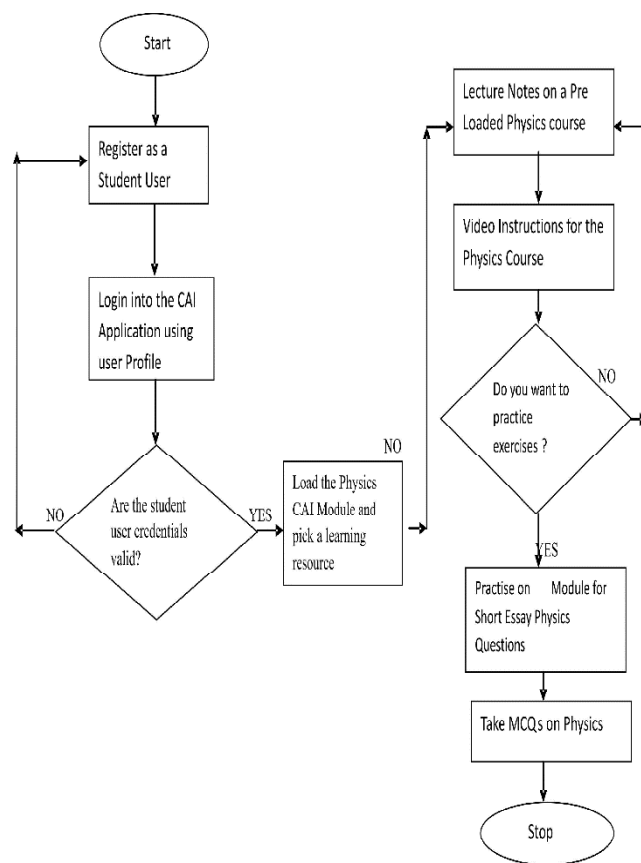 Start
Register as a
Student User
Login into the CAI
Application using
user Profile
Are the student
user credentials
valid?
NO
YES
Load the Physics
CAI Module and
pick a learning
resource
NO
Lecture Notes on a Pre
Loaded Physics course
Video Instructions for the
Physics Course
Do you want to
practice
exercises ?
NO
YES
Practise on Module for
Short Essay Physics
Questions
Take MCQs on Physics
Stop